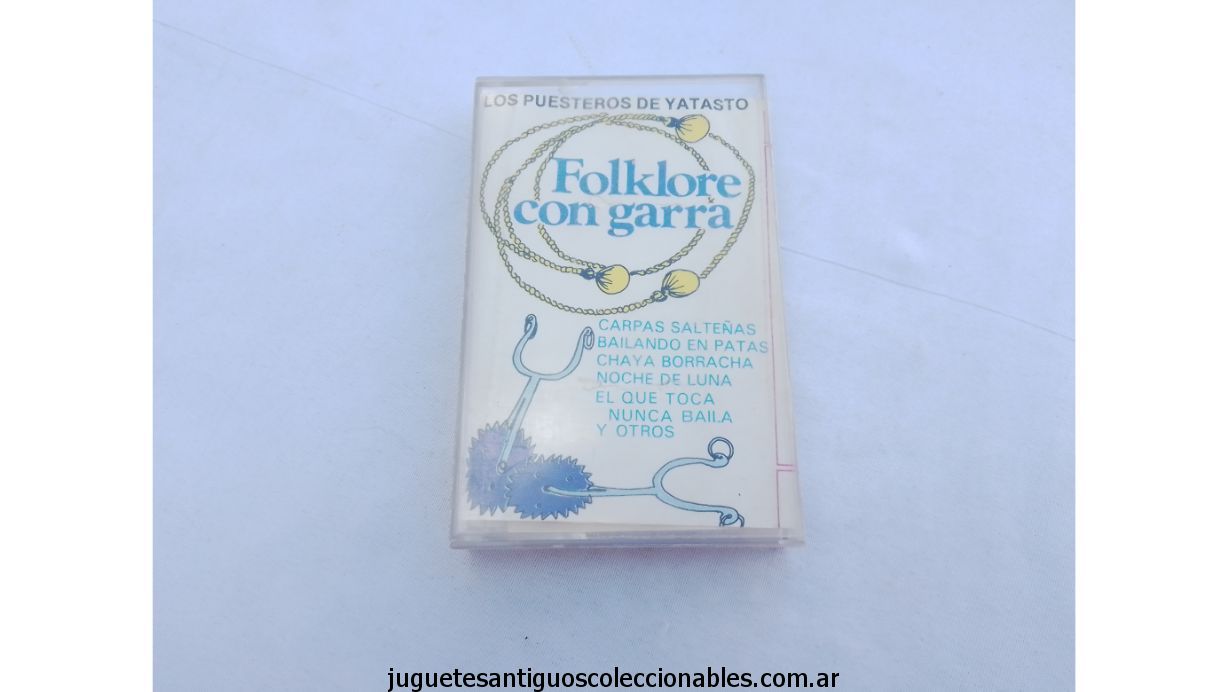 LOS PUESTEROS DE YATASTO
Folklore
con garra
CARPAS SALTEÑAS
BAILANDO EN PATAS
CHAYA BORRACHA
NOCHE DE LUNA
EL QUE TOCA
NUNCA BAILA
Y OTROS
juguetesantiguoscoleccionables.com.ar